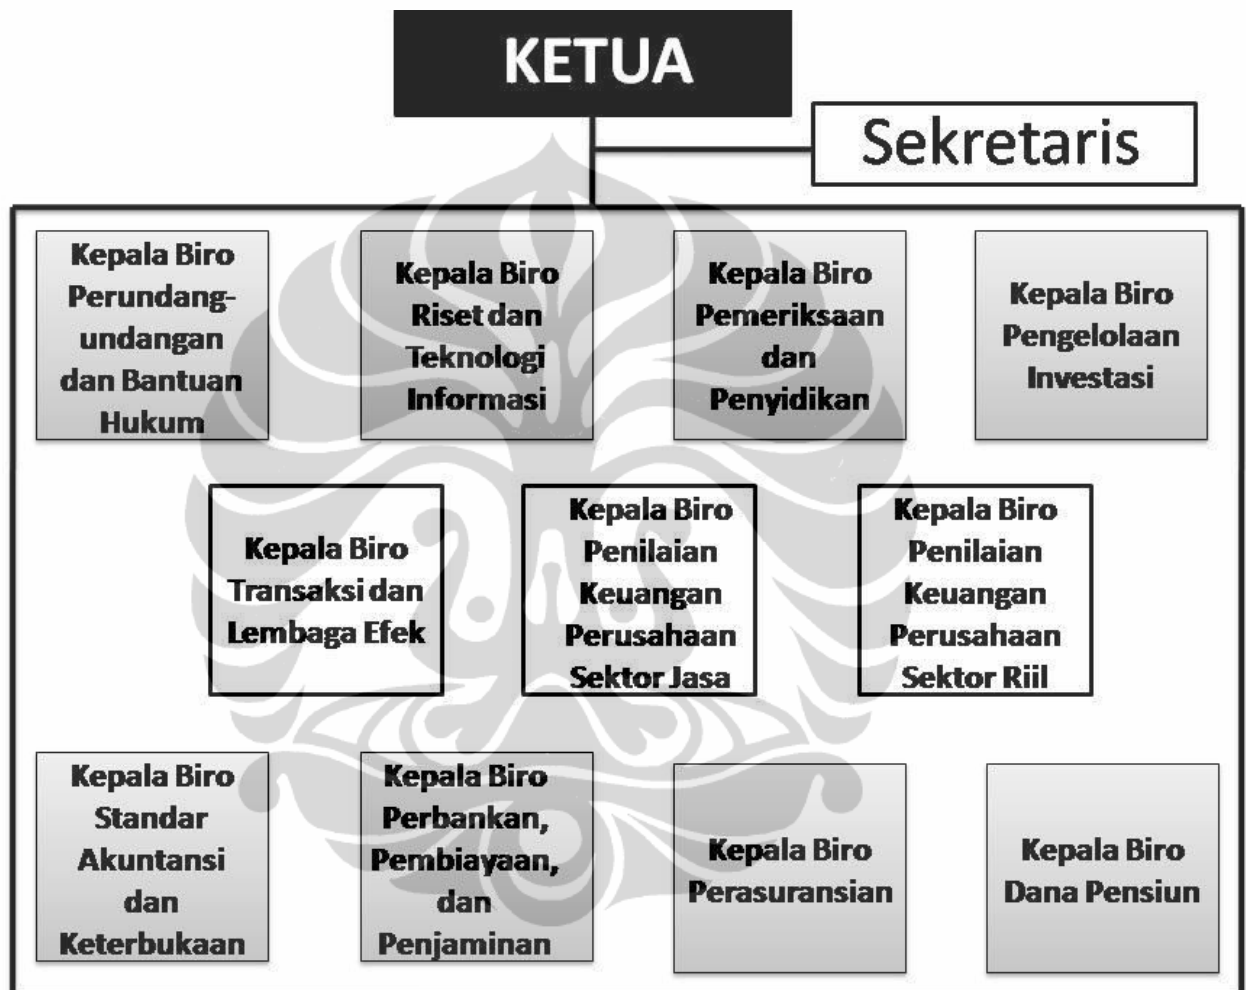 KETUA
Sekretaris
Kepala Biro
Perundang-
undangan
dan Bantuan
Hukum
Kepala Biro
Riset dan
Teknologi
Informasi
Kepala Biro
Pemeriksaan
dan
Penyidikan
Kepala Biro
Pengelolaan
Investasi
Kepala Biro
Transaksi dan
Lembaga Efek
Kepala Biro
Penilaian
Keuangan
Perusahaan
Sektor Jasa
Kepala Biro
Penilaian
Keuangan
Perusahaan
Sektor Riil
Kepala Biro
Standar
Akuntansi
dan
Keterbukaan
Kepala Biro
Perbankan,
Pembiayaan,
dan
Penjaminan
Kepala Biro
Perasuransian
Kepala Biro
Dana Pensiun